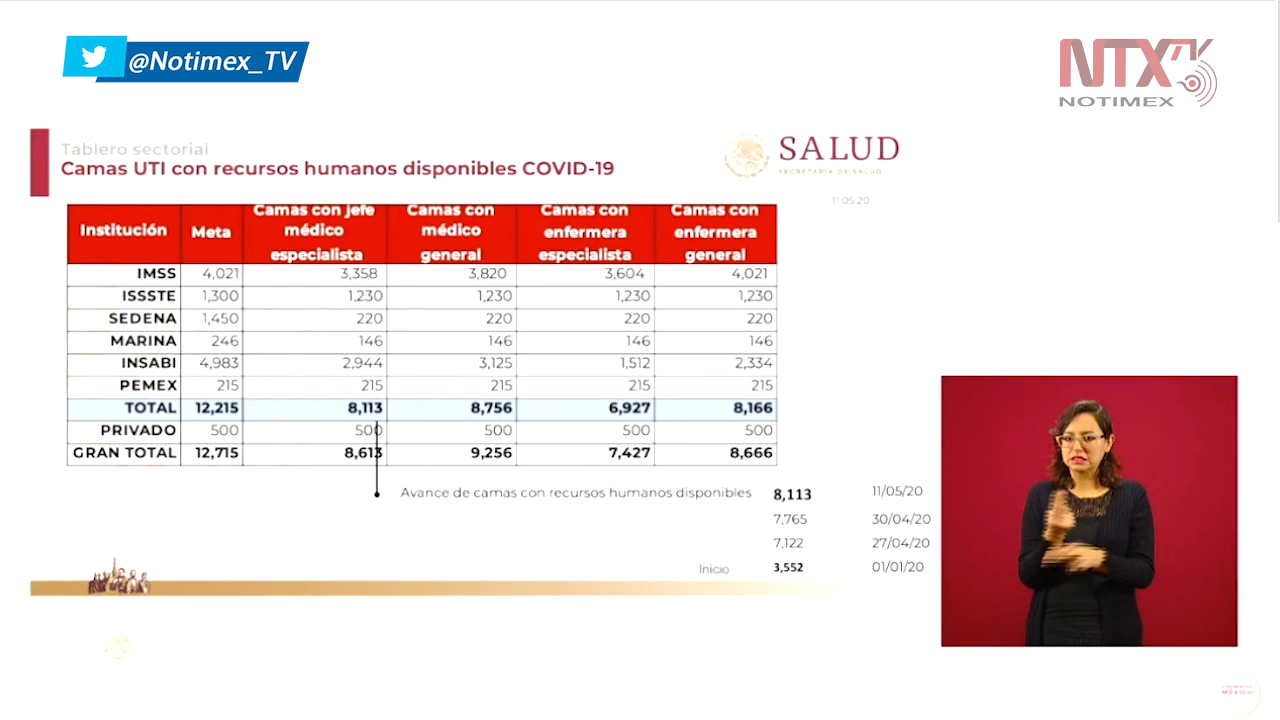 @Notimex_TV
NTX TV
NOTIMEX
Tablero sectorial
Camas UTI con recursos humanos disponibles COVID-19
SALUD
SECRETARÍA DE SALUD
11.05.20
Institución Meta Camas con jefe médico especialista Camas con médico general Camas con enfermera especialista Camas con enfermera general
IMSS 4,021 3,358 3,820 3,604 4,021
ISSSTE 1,300 1,230 1,230 1,230 1,230
SEDENA 1,450 220 220 220 220
MARINA 246 146 146 146 146
INSABI 4,983 2,944 3,125 1,512 2,334
PEMEX 215 215 215 215 215
TOTAL 12,215 8,113 8,756 6,927 8,166
PRIVADO 500 500 500 500 500
GRAN TOTAL 12,715 8,613 9,256 7,427 8,666
Avance de camas con recursos humanos disponibles 8,113 11/05/20
7,765 30/04/20
7,122 27/04/20
Inicio 3,552 01/01/20